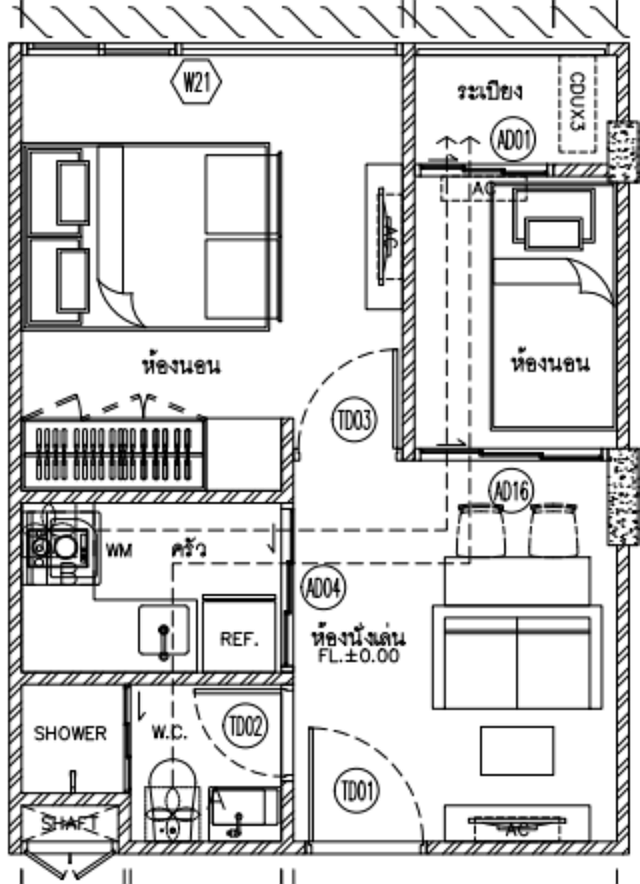 W21
ระเบียง
CDUX3
AD01
AC
AC
ห้องนอน
ห้องนอน
TD03
AD16
WM
ครัว
AD04
REF.
ห้องนั่งเล่น
FL.±0.00
SHOWER
W.C.
TD02
TD01
SHAFT
AC